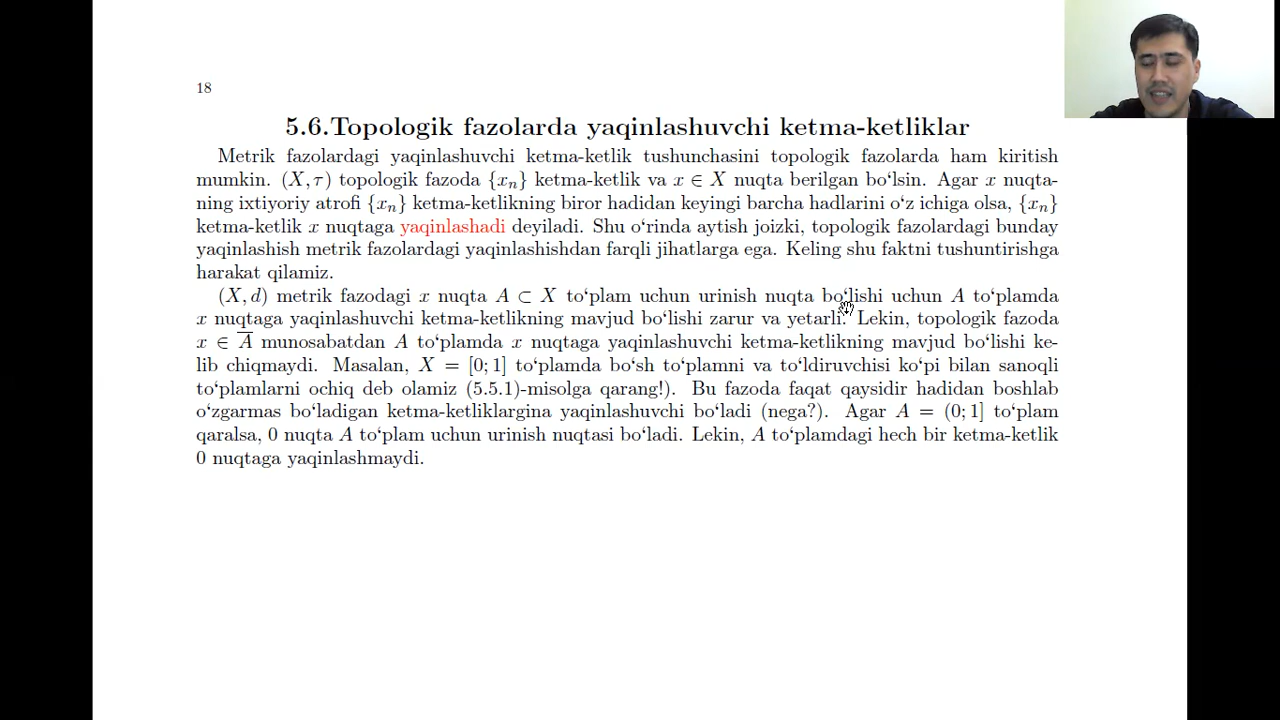 18
5.6.Topologik fazolarda yaqinlashuvchi ketma-ketliklar
Metrik fazolardagi yaqinlashuvchi ketma-ketlik tushunchasini topologik fazolarda ham kiritish
mumkin. (X, τ) topologik fazoda {xₙ} ketma-ketlik va x ∈ X nuqta berilgan bo‘lsin. Agar x nuqta-
ning ixtiyoriy atrofi {xₙ} ketma-ketlikning biror hadidan keyingi barcha hadlarini o‘z ichiga olsa, {xₙ}
ketma-ketlik x nuqtaga yaqinlashadi deyiladi. Shu o‘rinda aytish joizki, topologik fazolardagi bunday
yaqinlashish metrik fazolardagi yaqinlashishdan farqli jihatlarga ega. Keling shu faktni tushuntirishga
harakat qilamiz.
(X, d) metrik fazodagi x nuqta A ⊂ X to‘plam uchun urinish nuqta bo‘lishi uchun A to‘plamda
x nuqtaga yaqinlashuvchi ketma-ketlikning mavjud bo‘lishi zarur va yetarli. Lekin, topologik fazoda
x ∈ A̅ munosabatdan A to‘plamda x nuqtaga yaqinlashuvchi ketma-ketlikning mavjud bo‘lishi ke-
lib chiqmaydi. Masalan, X = [0; 1] to‘plamda bo‘sh to‘plamni va to‘ldiruvchisi ko‘pi bilan sanoqli
to‘plamlarni ochiq deb olamiz (5.5.1)-misolga qarang!). Bu fazoda faqat qaysidir hadidan boshlab
o‘zgarmas bo‘ladigan ketma-ketliklargina yaqinlashuvchi bo‘ladi (nega?). Agar A = (0; 1] to‘plam
qaralsa, 0 nuqta A to‘plam uchun urinish nuqtasi bo‘ladi. Lekin, A to‘plamdagi hech bir ketma-ketlik
0 nuqtaga yaqinlashmaydi.